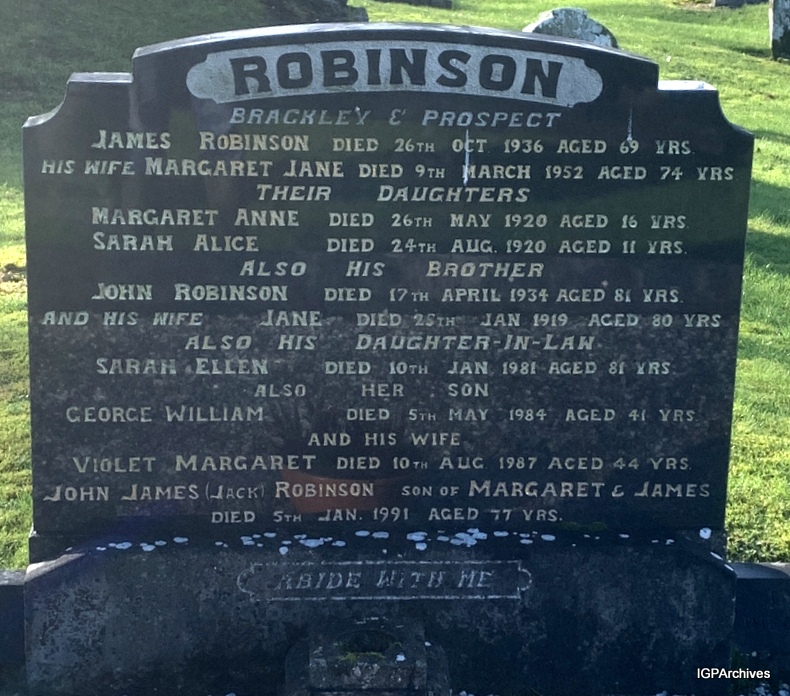 ROBINSON
BRACKLEY & PROSPECT
JAMES ROBINSON DIED 26TH OCT. 1936 AGED 69 YRS.
HIS WIFE MARGARET JANE DIED 9TH MARCH 1952 AGED 74 YRS
THEIR DAUGHTERS
MARGARET ANNE DIED 26TH MAY 1920 AGED 16 YRS.
SARAH ALICE DIED 24TH AUG. 1920 AGED 11 YRS.
ALSO HIS BROTHER
JOHN ROBINSON DIED 17TH APRIL 1934 AGED 81 YRS.
AND HIS WIFE JANE DIED 25TH JAN 1919 AGED 80 YRS
ALSO HIS DAUGHTER-IN-LAW
SARAH ELLEN DIED 10TH JAN. 1981 AGED 81 YRS.
ALSO HER SON
GEORGE WILLIAM DIED 5TH MAY 1984 AGED 41 YRS
AND HIS WIFE
VIOLET MARGARET DIED 10TH AUG 1987 AGED 44 YRS.
JOHN JAMES (JACK) ROBINSON SON OF MARGARET & JAMES
DIED 5TH JAN. 1991 AGED 77 YRS.
ABIDE WITH ME
IGPArchives